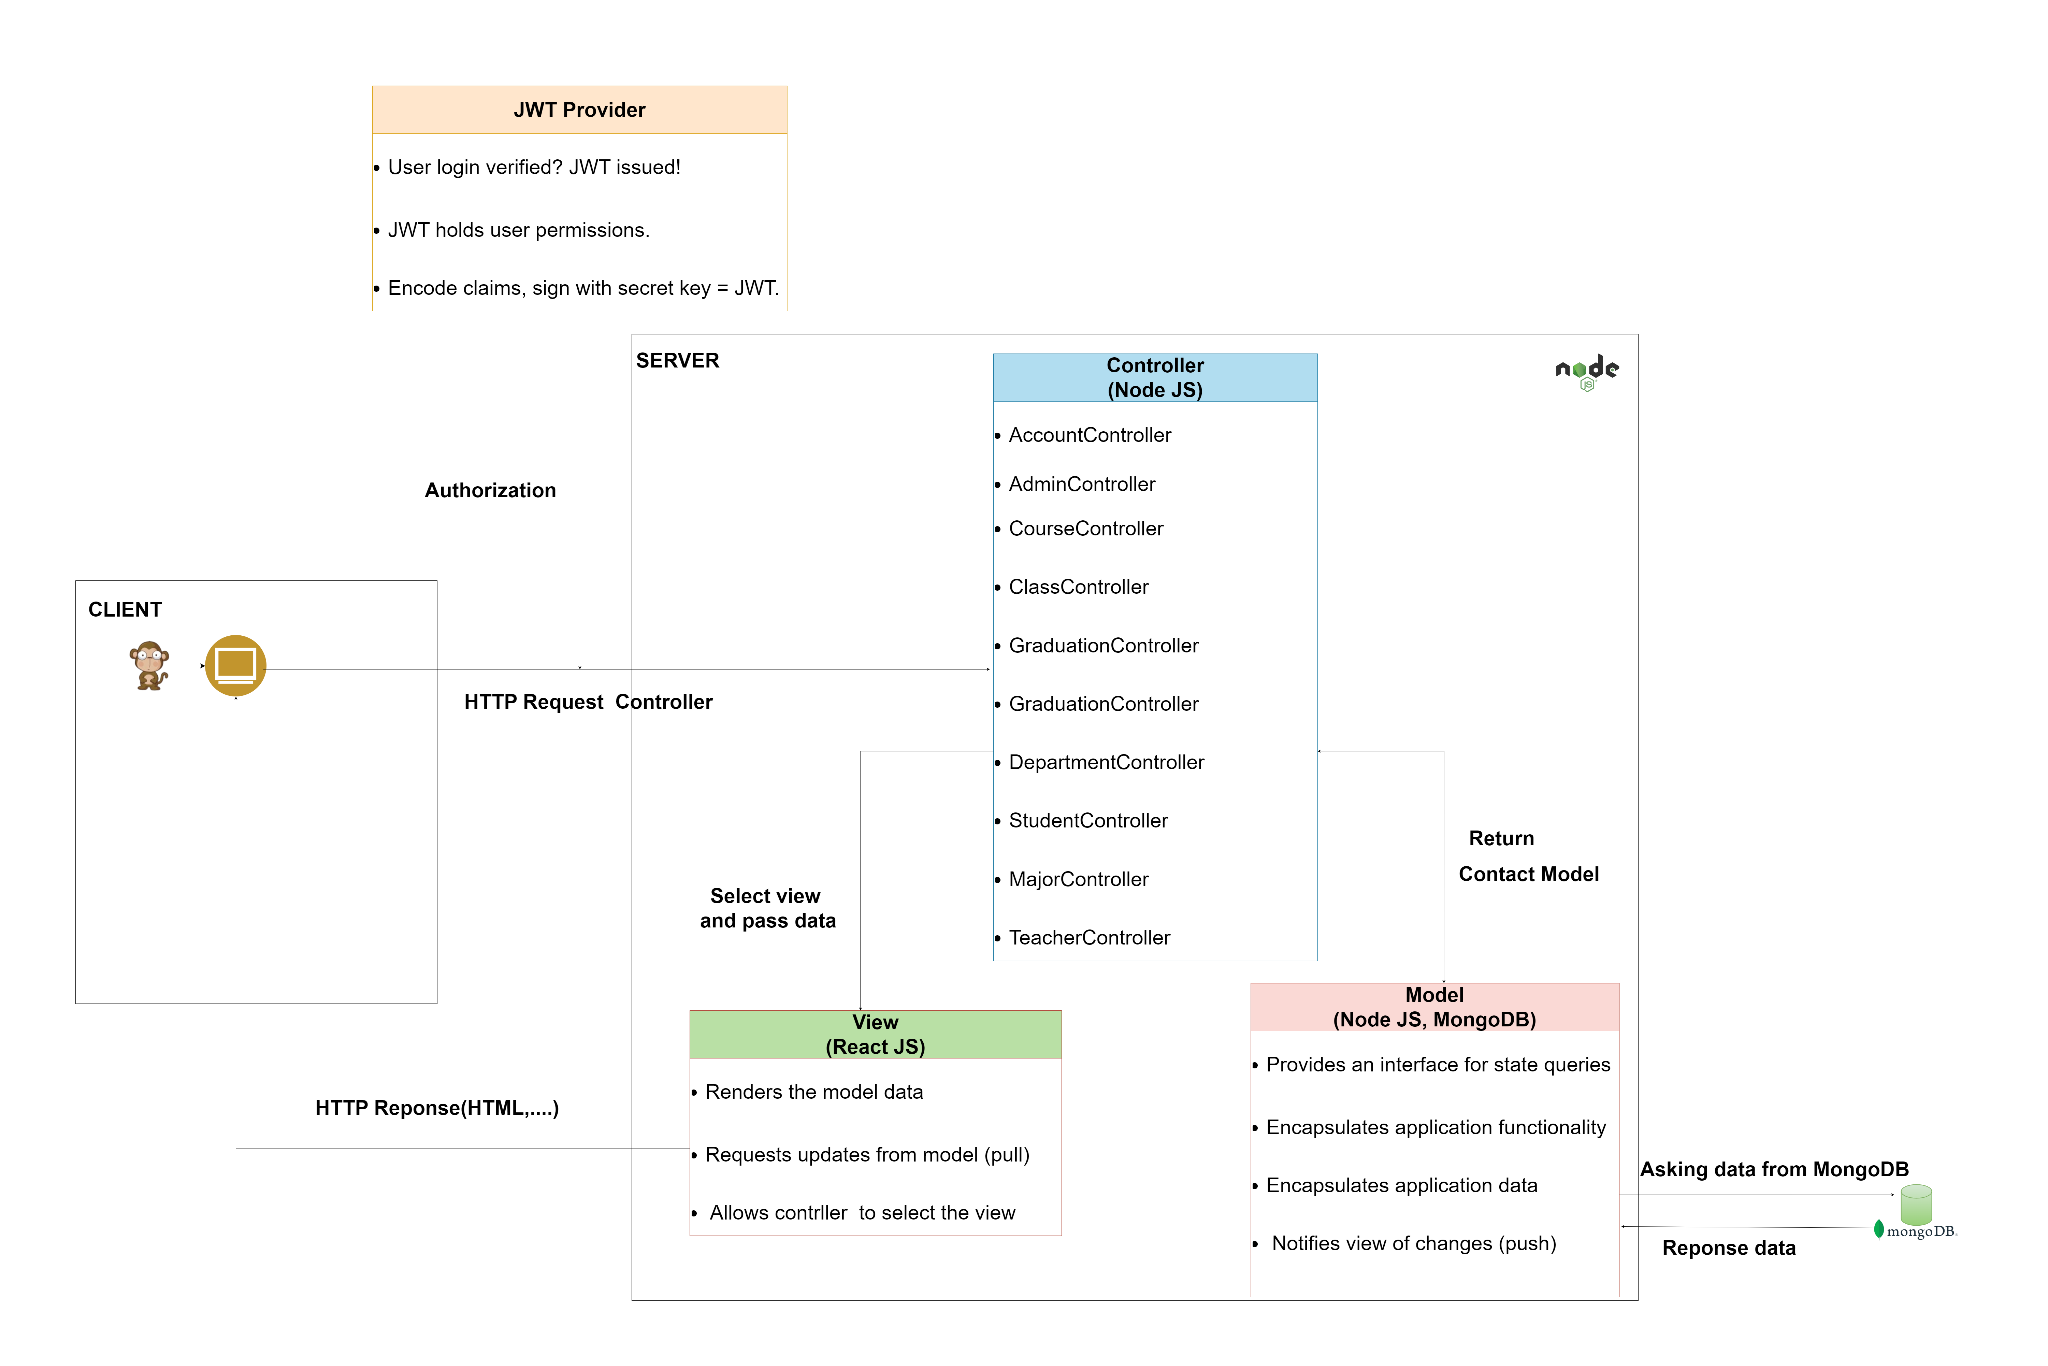 JWT Provider
User login verified? JWT issued!
JWT holds user permissions.
Encode claims, sign with secret key = JWT.
SERVER
Controller
(Node JS)
node
JS
AccountController
AdminController
CourseController
ClassController
GraduationController
GraduationController
DepartmentController
StudentController
MajorController
TeacherController
Authorization
CLIENT
HTTP Request  Controller
Select view
and pass data
Return
Contact Model
View
(React JS)
Renders the model data
Requests updates from model (pull)
Allows contrller  to select the view
HTTP Reponse(HTML,....)
Model
(Node JS, MongoDB)
Provides an interface for state queries
Encapsulates application functionality
Encapsulates application data
Notifies view of changes (push)
Asking data from MongoDB
mongoDB.
Reponse data